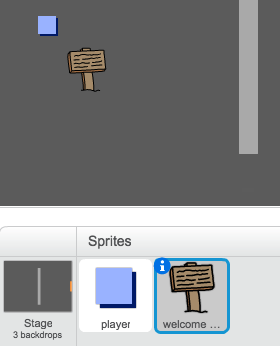 Sprites
Stage
3 backdrops
player
welcome ...